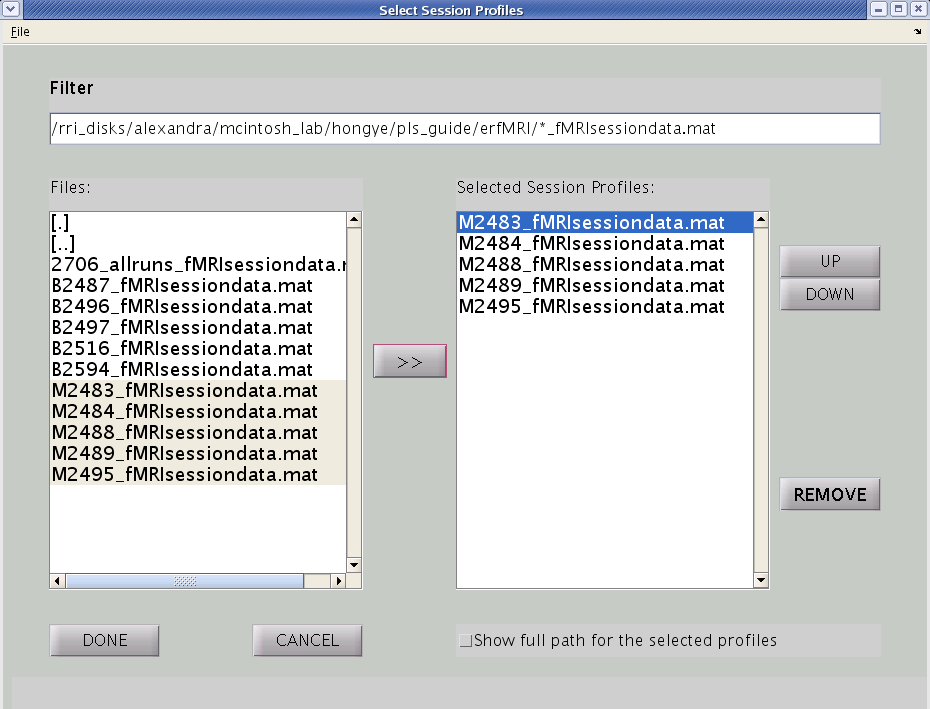 Select Session Profiles
File
Filter
/rri_disks/alexandra/mcintosh_lab/hongye/pls_guide/erfMRI/*_fMRIsessiondata.mat
Files:
[.]
[..]
2706_allruns_fMRIsessiondata.
B2487_fMRIsessiondata.mat
B2496_fMRIsessiondata.mat
B2497_fMRIsessiondata.mat
B2516_fMRIsessiondata.mat
B2594_fMRIsessiondata.mat
M2483_fMRIsessiondata.mat
M2484_fMRIsessiondata.mat
M2488_fMRIsessiondata.mat
M2489_fMRIsessiondata.mat
M2495_fMRIsessiondata.mat
>>
Selected Session Profiles:
M2483_fMRIsessiondata.mat
M2484_fMRIsessiondata.mat
M2488_fMRIsessiondata.mat
M2489_fMRIsessiondata.mat
M2495_fMRIsessiondata.mat
UP
DOWN
REMOVE
DONE
CANCEL
Show full path for the selected profiles